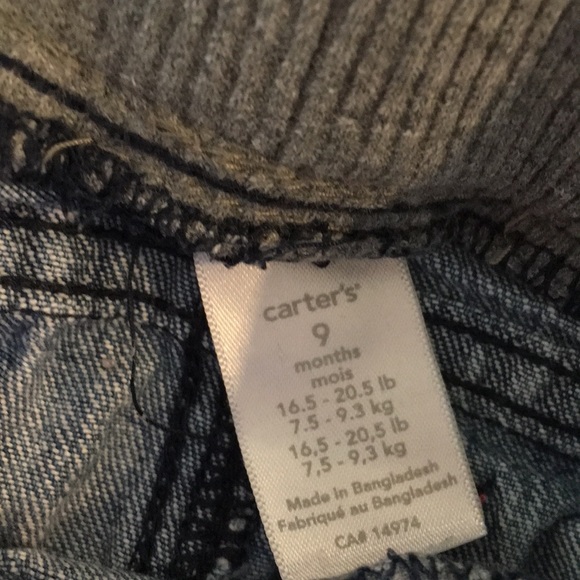 carter's
9
months
mois
16.5 - 20.5 lb
7.5 - 9.3 kg
16,5 - 20,5 lb
7,5 - 9,3 kg
Made in Bangladesh
Fabriqué au Bangladesh
CA# 14974